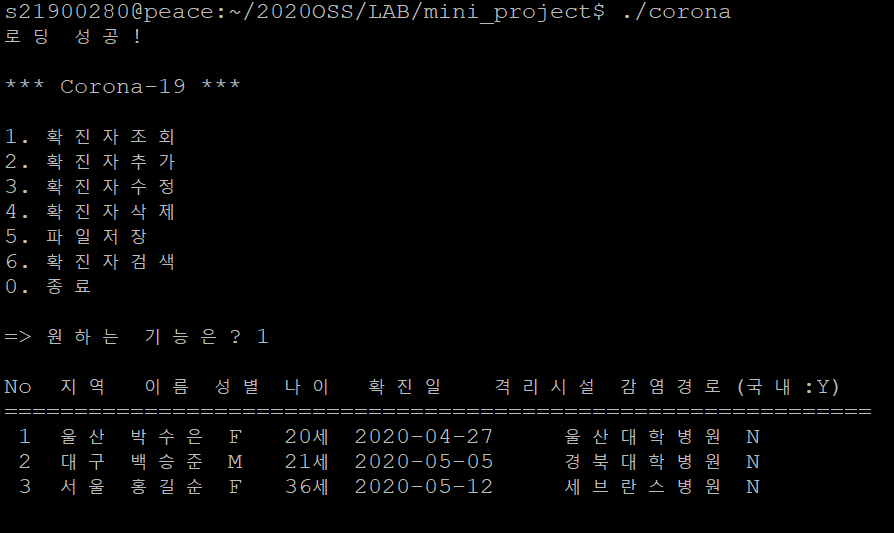 s21900280@peace:~/2020OSS/LAB/mini_project$ ./corona
로딩 성공!
*** Corona-19 ***
1. 확진자조회
2. 확진자추가
3. 확진자수정
4. 확진자삭제
5. 파일저장
6. 확진자검색
0. 종료
=> 원하는 기능은? 1
No 지역 이름 성별 나이 확진일 격리시설 감염경로(국내:Y)
==============================================================
1 울산 박수은 F 20세 2020-04-27 울산대학병원 N
2 대구 백승준 M 21세 2020-05-05 경북대학병원 N
3 서울 홍길순 F 36세 2020-05-12 세브란스병원 N